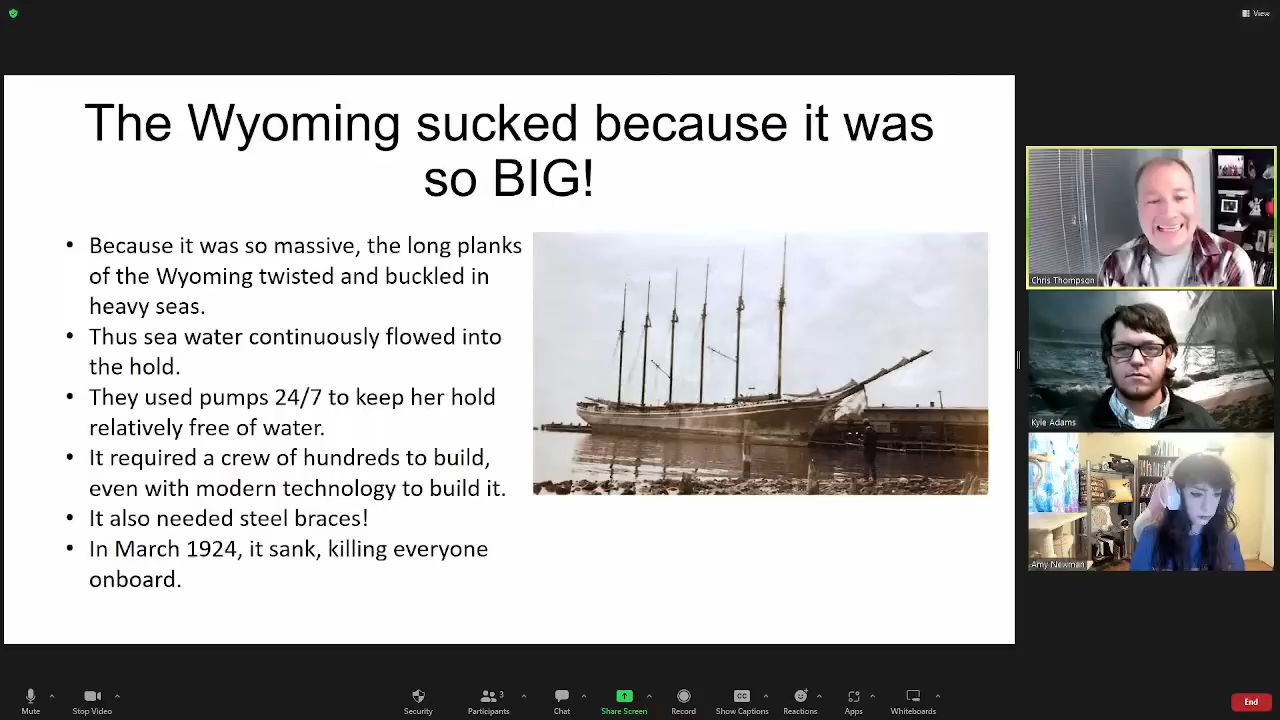 View
The Wyoming sucked because it was
so BIG!
• Because it was so massive, the long planks
of the Wyoming twisted and buckled in
heavy seas.
• Thus sea water continuously flowed into
the hold.
• They used pumps 24/7 to keep her hold
relatively free of water.
• It required a crew of hundreds to build,
even with modern technology to build it.
• It also needed steel braces!
• In March 1924, it sank, killing everyone
onboard.
Chris Thompson
Kyle Adams
Amy Newman
Mute
Stop Video
Security
Participants
3
Chat
Share Screen
Record
CC
Show Captions
Reactions
Apps
Whiteboards
End